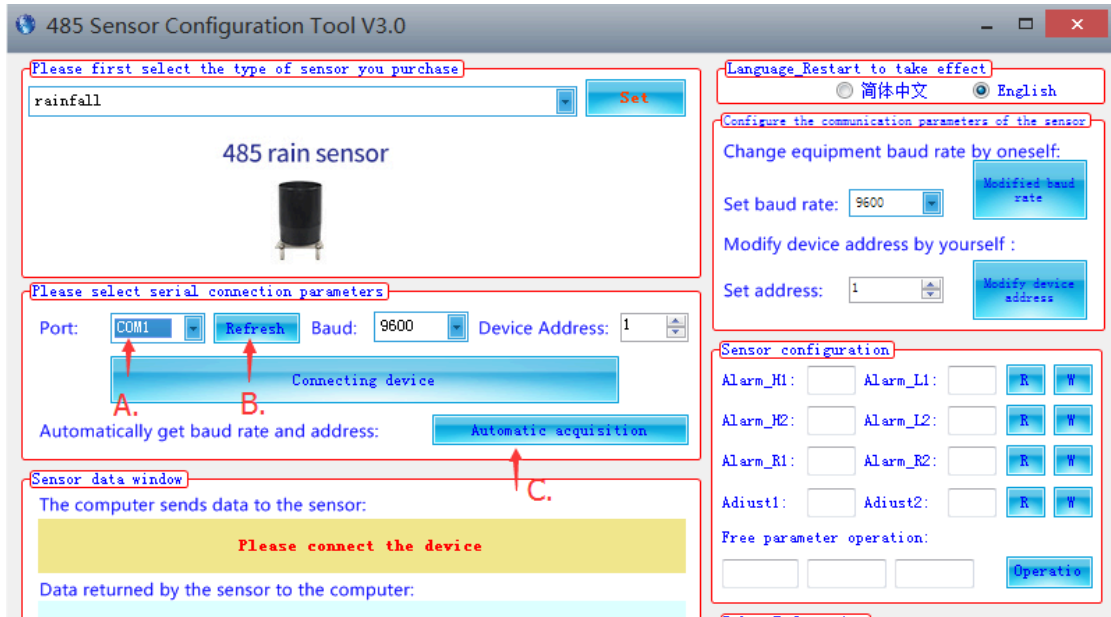 485 Sensor Configuration Tool V3.0
Please first select the type of sensor you purchase
rainfall
Set
485 rain sensor
Please select serial connection parameters
Port:
COM1
Refresh
Baud:
9600
Device Address:
1
Connecting device
A.
B.
Automatically get baud rate and address:
Automatic acquisition
C.
Sensor data window
The computer sends data to the sensor:
Please connect the device
Data returned by the sensor to the computer:
Language_Restart to take effect
简体中文
English
Configure the communication parameters of the sensor
Change equipment baud rate by oneself:
Set baud rate:
9600
Modified baud
rate
Modify device address by yourself :
Set address:
1
Modify device
address
Sensor configuration
Alarm_H1:
Alarm_L1:
R
W
Alarm_H2:
Alarm_L2:
R
W
Alarm_R1:
Alarm_R2:
R
W
Adiust1:
Adiust2:
R
W
Free parameter operation:
Operatio